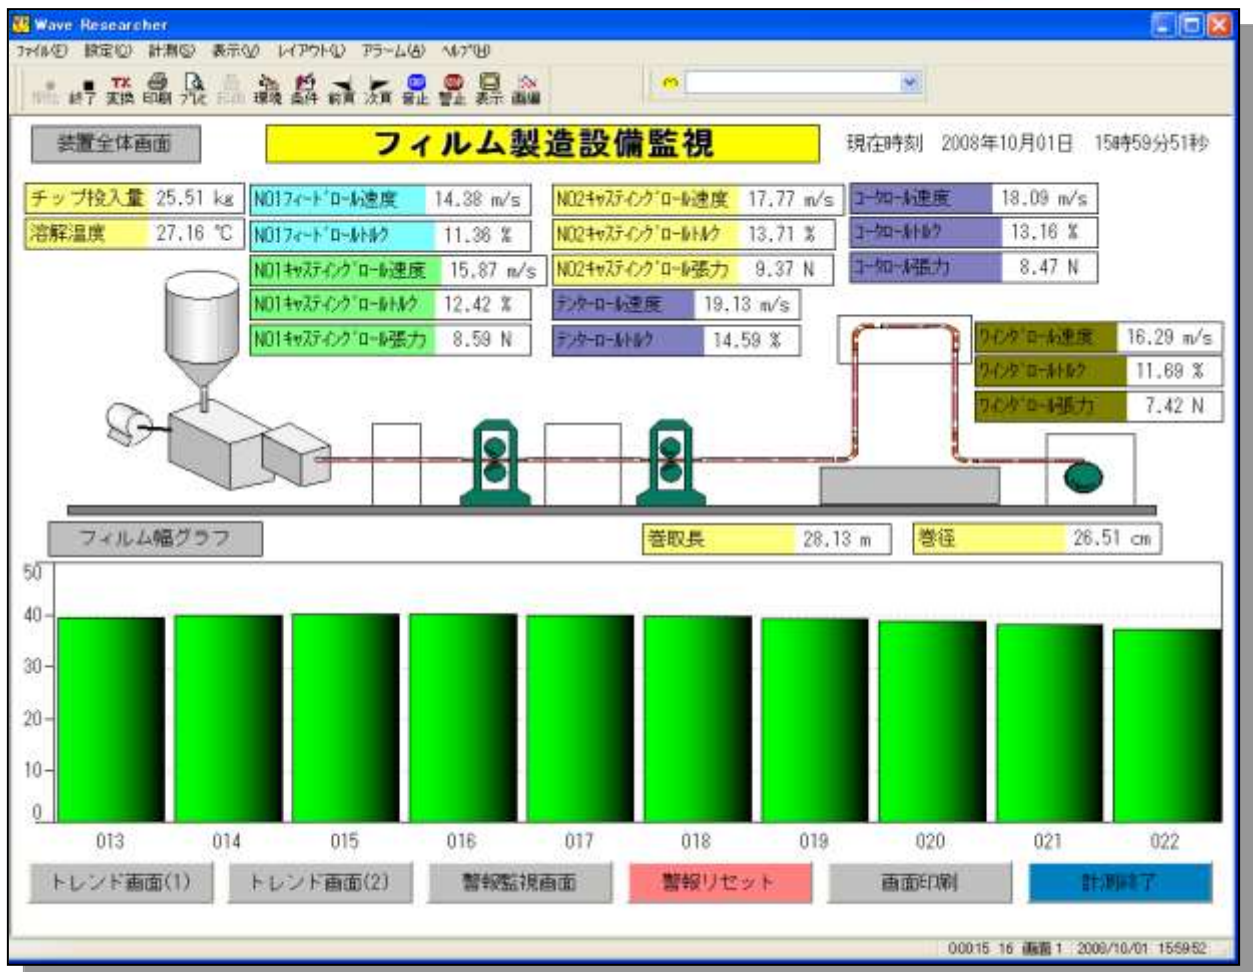 Wave Researcher
ファイル(F) 設定(C) 計測(S) 表示(V) レイアウト(L) アラーム(A) ヘルプ(H)
終了 変換 印刷 プレビ 環境 条件 前頁 次頁 音止 警止 表示 画編
装置全体画面
フィルム製造設備監視
現在時刻 2008年10月01日 15時59分51秒
チップ投入量 25.51 kg
溶解温度 27.16 ℃
NO1フィードロール速度 14.38 m/s
NO1フィードロールトルク 11.36 %
NO1キャスティングロール速度 15.87 m/s
NO1キャスティングロールトルク 12.42 %
NO1キャスティングロール張力 8.59 N
NO2キャスティングロール速度 17.77 m/s
NO2キャスティングロールトルク 13.71 %
NO2キャスティングロール張力 9.37 N
テンターロール速度 19.13 m/s
テンターロールトルク 14.59 %
コータロール速度 18.09 m/s
コータロールトルク 13.16 %
コータロール張力 8.47 N
ワインダロール速度 16.29 m/s
ワインダロールトルク 11.69 %
ワインダロール張力 7.42 N
フィルム幅グラフ
巻取長 28.13 m
巻径 26.51 cm
50
40
30
20
10
0
013 014 015 016 017 018 019 020 021 022
トレンド画面(1) トレンド画面(2) 警報監視画面 警報リセット 画面印刷 計測終了
00015 16 画面 1 2008/10/01 15:59:52